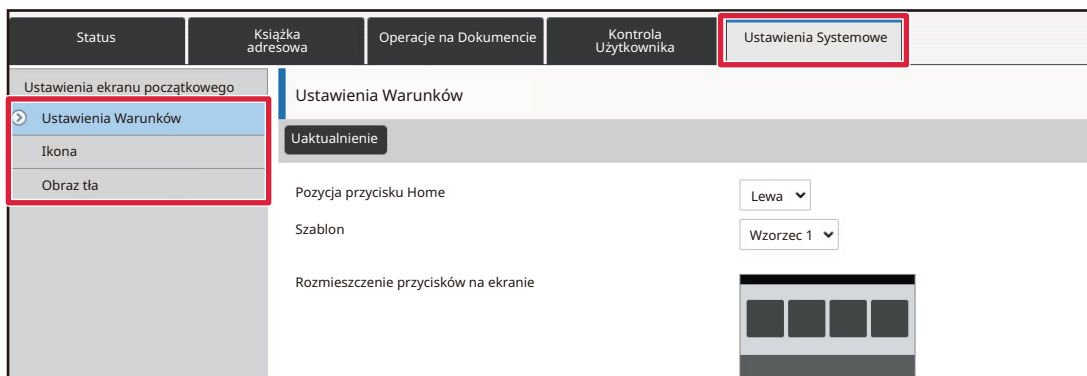 Status
Książka
adresowa
Operacje na Dokumencie
Kontrola
Użytkownika
Ustawienia Systemowe
Ustawienia ekranu początkowego
Ustawienia Warunków
Ikona
Obraz tła
Ustawienia Warunków
Uaktualnienie
Pozycja przycisku Home
Lewa
Szablon
Wzorzec 1
Rozmieszczenie przycisków na ekranie